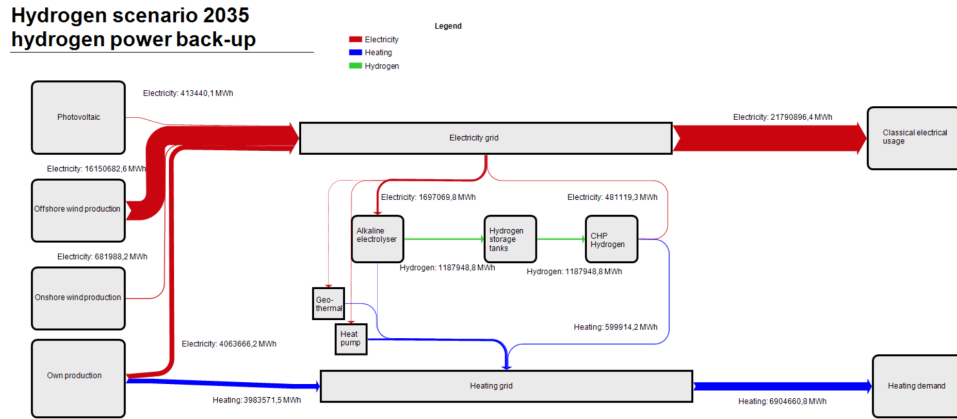 Hydrogen scenario 2035
hydrogen power back-up
Legend
Electricity
Heating
Hydrogen
Electricity: 413440,1 MWh
Photovoltaic
Electricity: 16150682,6 MWh
Offshore wind production
Electricity: 681988,2 MWh
Onshore wind production
Electricity: 4063666,2 MWh
Own production
Heating: 3983571,5 MWh
Electricity grid
Electricity: 21790896,4 MWh
Classical electrical
usage
Electricity: 1697069,8 MWh
Electricity: 481119,3 MWh
Alkaline
electrolyser
Hydrogen
storage
tanks
CHP
Hydrogen
Hydrogen: 1187948,8 MWh
Hydrogen: 1187948,8 MWh
Geo-
thermal
Heat
pump
Heating: 599914,2 MWh
Heating grid
Heating: 6904660,8 MWh
Heating demand